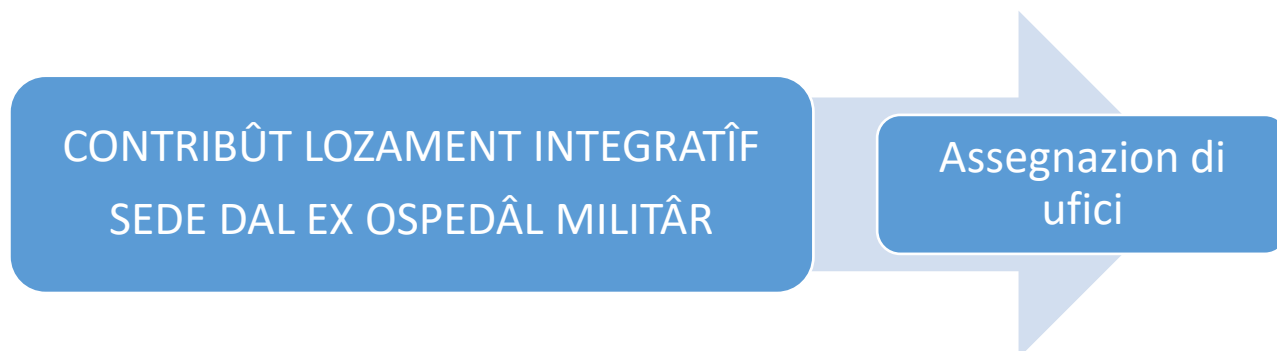 CONTRIBÛT LOZAMENT INTEGRATÎF
SEDE DAL EX OSPEDÂL MILITÂR
Assegnazion di
ufici